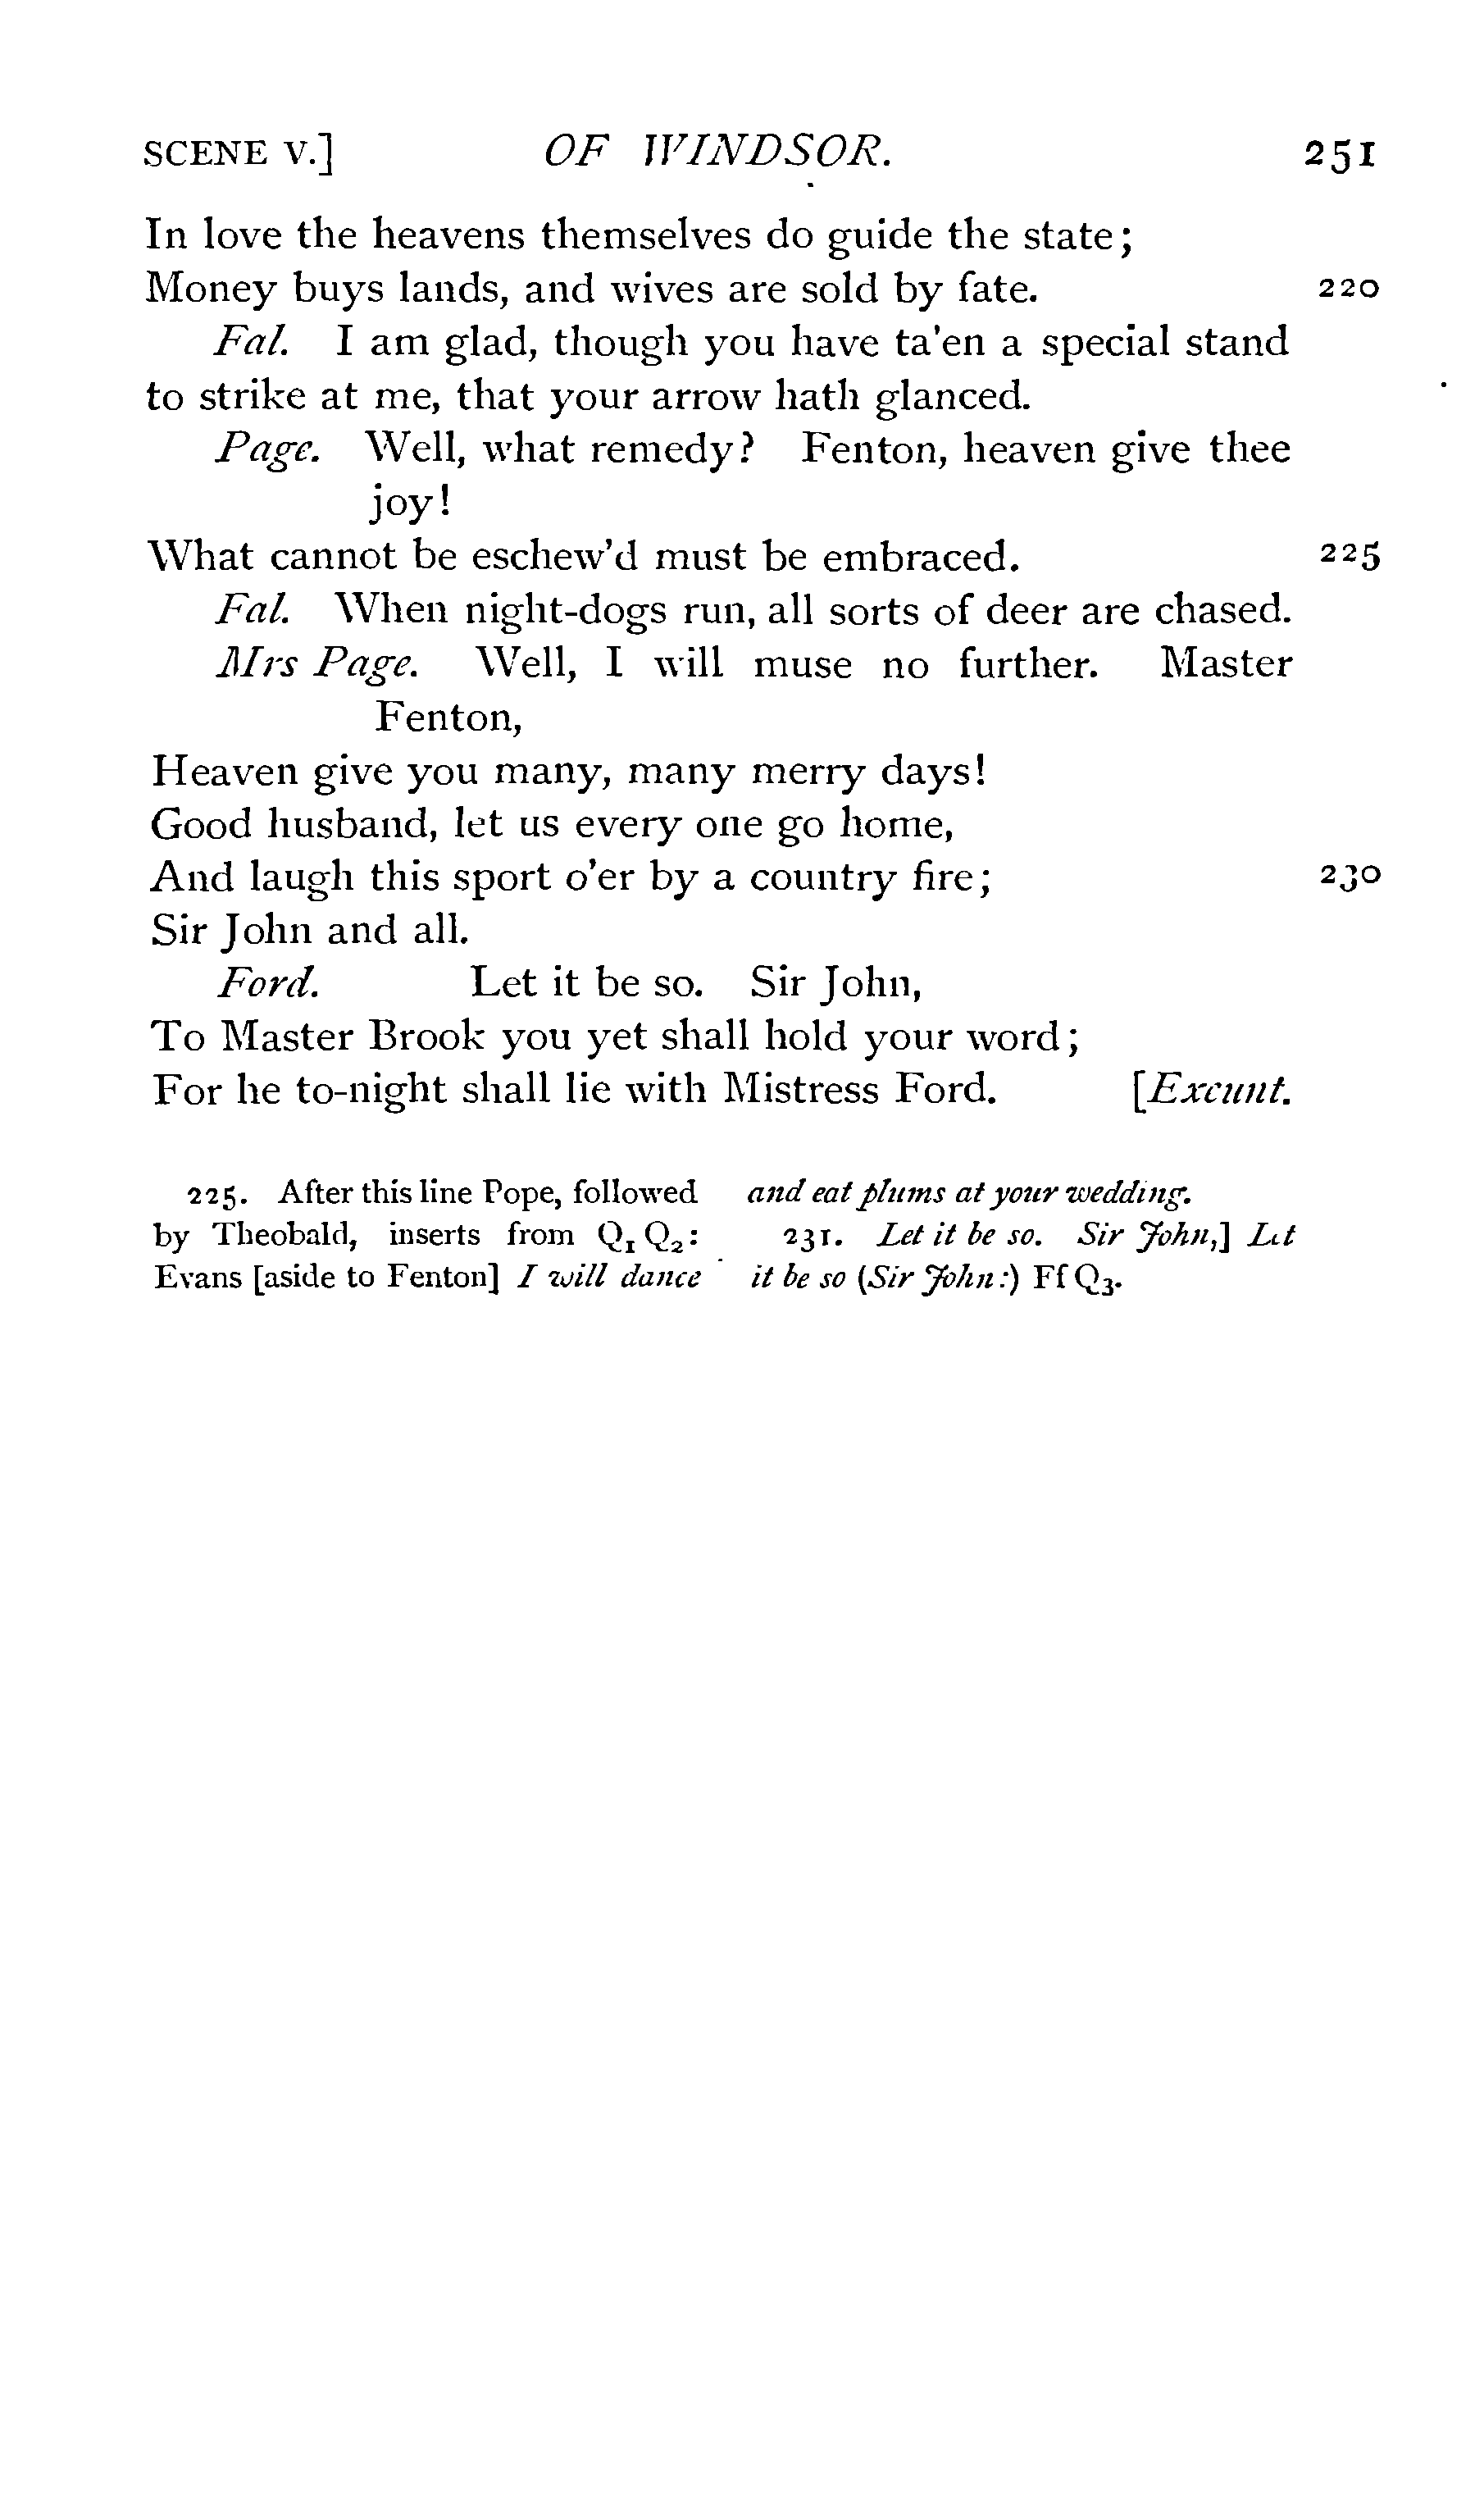 SCENE V.] OF WINDSOR. 251
In love the heavens themselves do guide the state;
Money buys lands, and wives are sold by fate. 220
Fal. I am glad, though you have ta'en a special stand
to strike at me, that your arrow hath glanced.
Page. Well, what remedy? Fenton, heaven give thee
joy!
What cannot be eschew'd must be embraced. 225
Fal. When night-dogs run, all sorts of deer are chased.
Mrs Page. Well, I will muse no further. Master
Fenton,
Heaven give you many, many merry days!
Good husband, let us every one go home,
And laugh this sport o'er by a country fire; 230
Sir John and all.
Ford. Let it be so. Sir John,
To Master Brook you yet shall hold your word;
For he to-night shall lie with Mistress Ford. [Exeunt.
225. After this line Pope, followed
by Theobald, inserts from Q1 Q2:
Evans [aside to Fenton] I will dance
and eat plums at your wedding.
231. Let it be so. Sir John,] Let
it be so (Sir John:) Ff Q3.